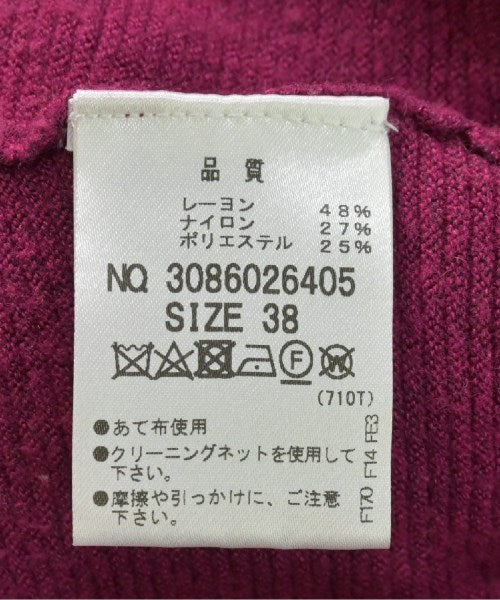 品質
レーヨン 48%
ナイロン 27%
ポリエステル 25%
NO 3086026405
SIZE 38
F W
(710T)
●あて布使用
●クリーニングネットを使用して
下さい。
●摩擦や引っかけに、ご注意
下さい。
F170 F14 FE3